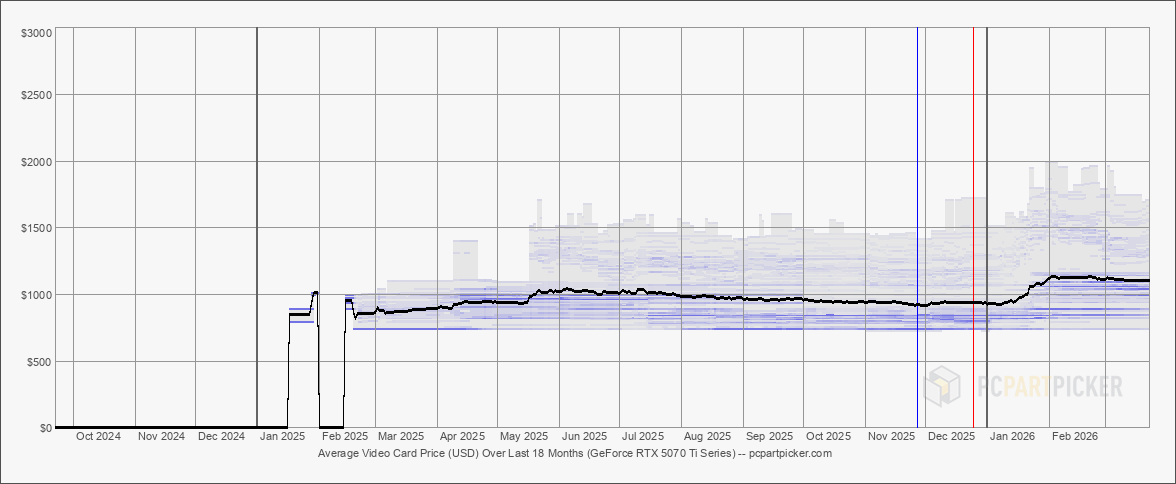 $3000
$2500
$2000
$1500
$1000
$500
$0
PCPARTPICKER
Oct 2024 Nov 2024 Dec 2024 Jan 2025 Feb 2025 Mar 2025 Apr 2025 May 2025 Jun 2025 Jul 2025 Aug 2025 Sep 2025 Oct 2025 Nov 2025 Dec 2025 Jan 2026 Feb 2026
Average Video Card Price (USD) Over Last 18 Months (GeForce RTX 5070 Ti Series) -- pcpartpicker.com